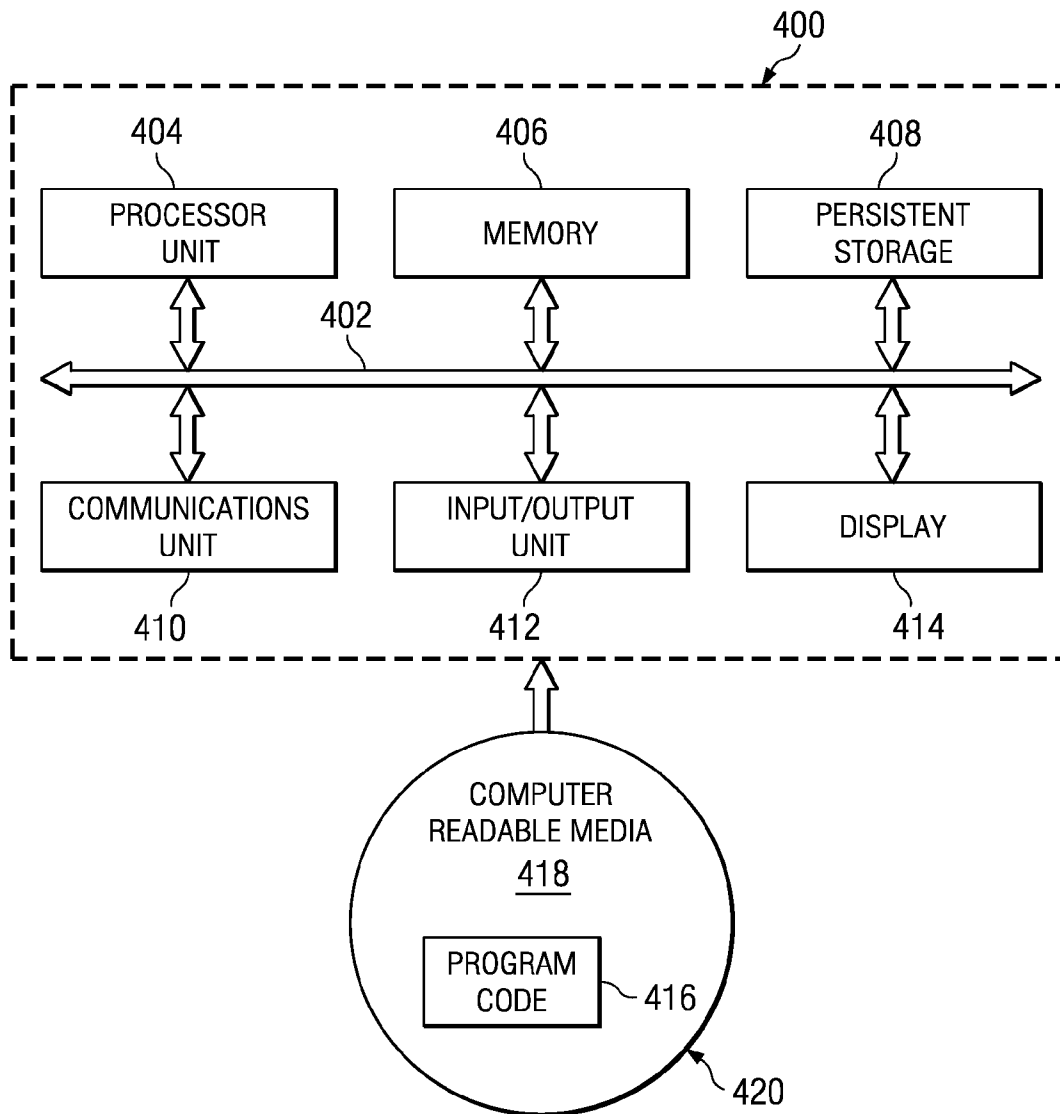 400
404
406
408
PROCESSOR
UNIT
MEMORY
PERSISTENT
STORAGE
402
COMMUNICATIONS
UNIT
INPUT/OUTPUT
UNIT
DISPLAY
410
412
414
COMPUTER
READABLE MEDIA
418
PROGRAM
CODE
416
420